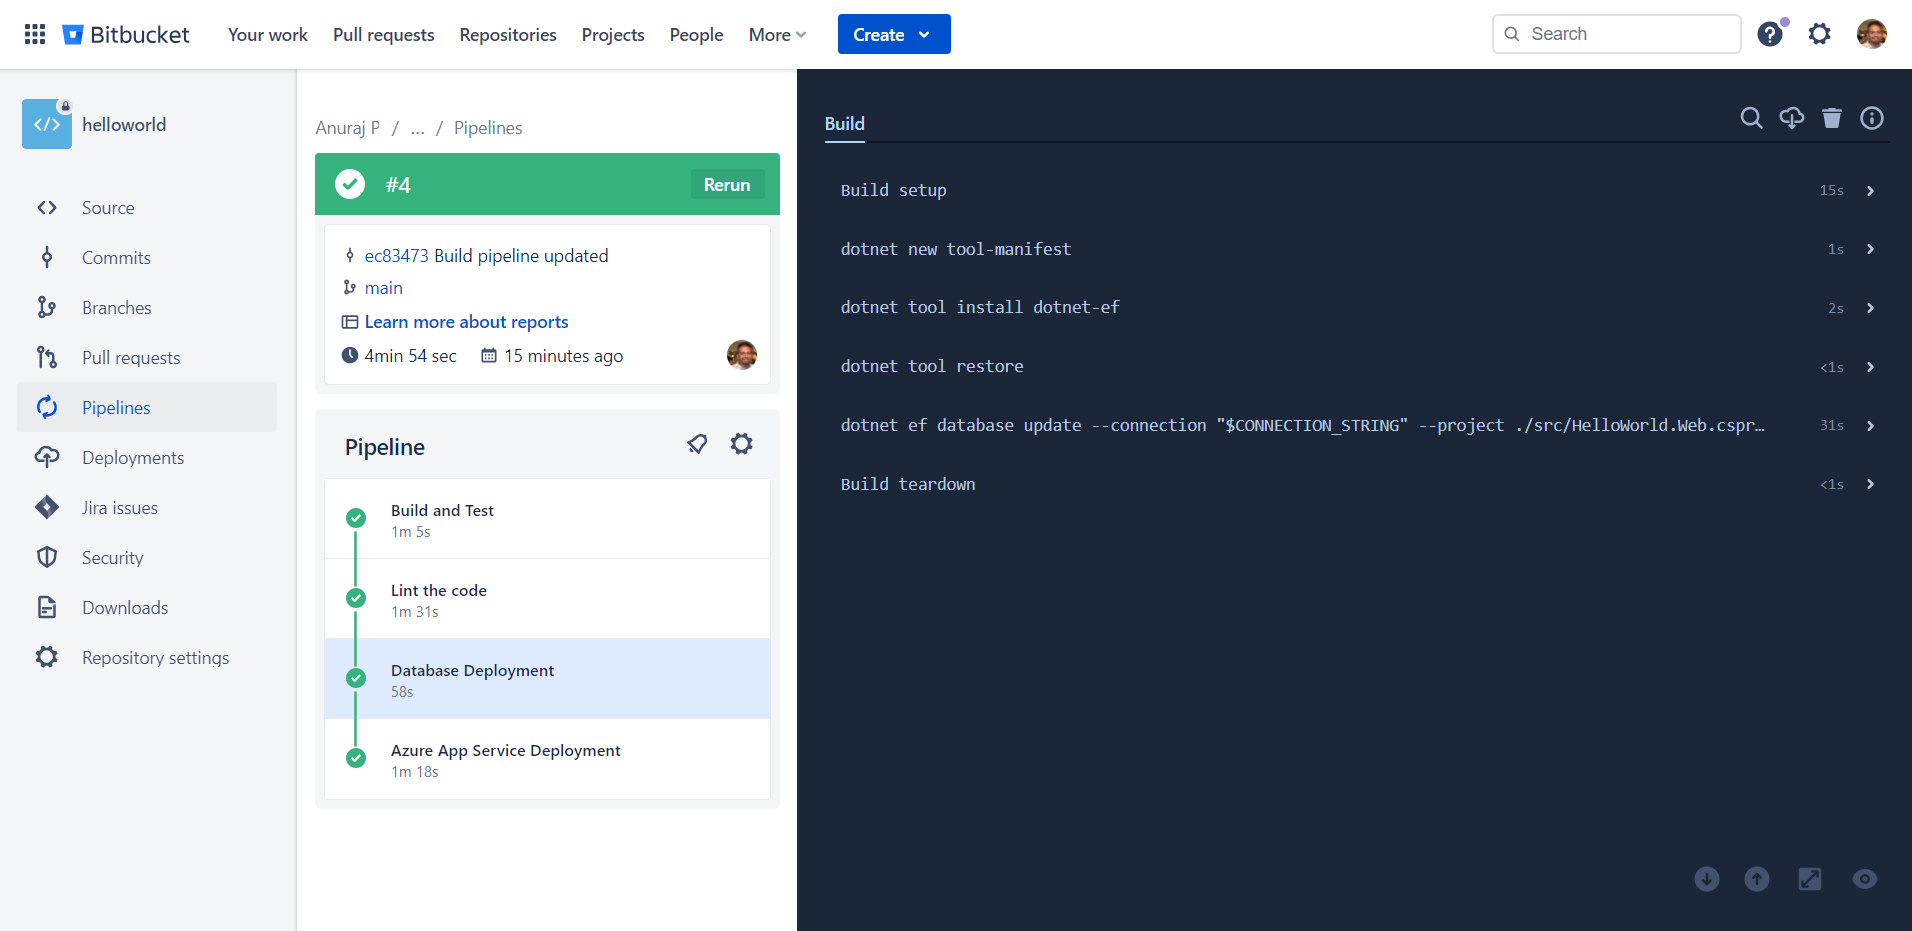 Bitbucket
Your work
Pull requests
Repositories
Projects
People
More
Create
Search
helloworld
Source
Commits
Branches
Pull requests
Pipelines
Deployments
Jira issues
Security
Downloads
Repository settings
Anuraj P / ... / Pipelines
#4
Rerun
ec83473 Build pipeline updated
main
Learn more about reports
4min 54 sec
15 minutes ago
Pipeline
Build and Test
1m 5s
Lint the code
1m 31s
Database Deployment
58s
Azure App Service Deployment
1m 18s
Build
Build setup 15s
dotnet new tool-manifest 1s
dotnet tool install dotnet-ef 2s
dotnet tool restore <1s
dotnet ef database update --connection "$CONNECTION_STRING" --project ./src/HelloWorld.Web.cspr… 31s
Build teardown <1s